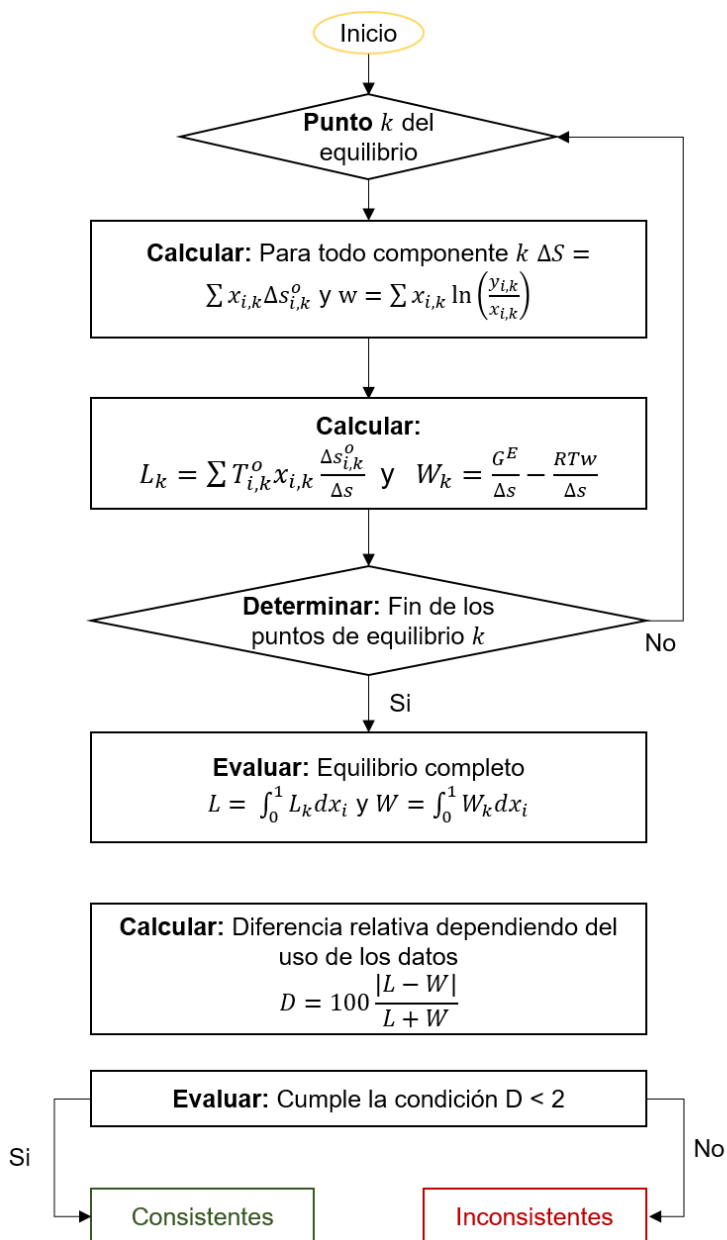 Inicio
Punto k del
equilibrio
Calcular: Para todo componente k ΔS =
∑ x_{i,k}Δs^o_{i,k} y w = ∑ x_{i,k} ln(y_{i,k}/x_{i,k})
Calcular:
L_k = ∑ T^o_{i,k}x_{i,k} Δs^o_{i,k}/Δs y W_k = G^E/Δs − RTw/Δs
Determinar: Fin de los
puntos de equilibrio k
No
Si
Evaluar: Equilibrio completo
L = ∫_0^1 L_k dx_i y W = ∫_0^1 W_k dx_i
Calcular: Diferencia relativa dependiendo del
uso de los datos
D = 100 |L − W|/(L + W)
Evaluar: Cumple la condición D < 2
Si
No
Consistentes
Inconsistentes